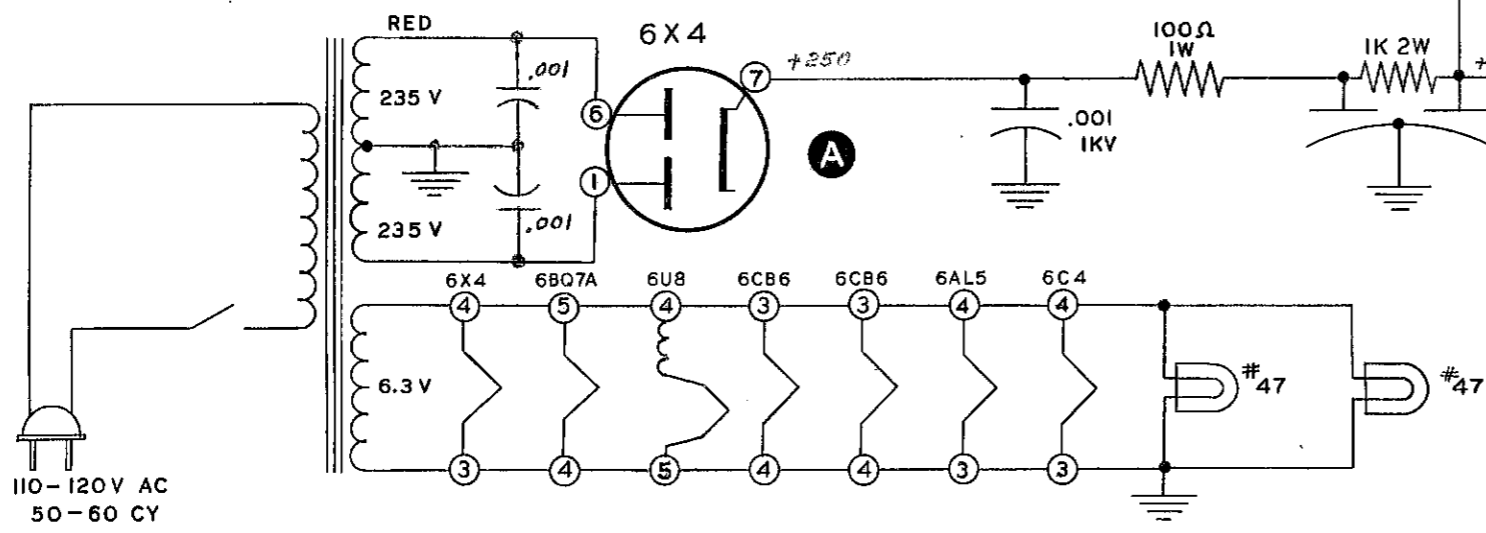 RED
6X4
.001
235 V
6
7
+250
100Ω
1W
1K 2W
+
.001
1KV
A
1
235 V
.001
6X4
6BQ7A
6U8
6CB6
6CB6
6AL5
6C4
4
5
4
3
3
4
4
6.3 V
#47
#47
3
4
5
4
4
3
3
110-120V AC
50-60 CY